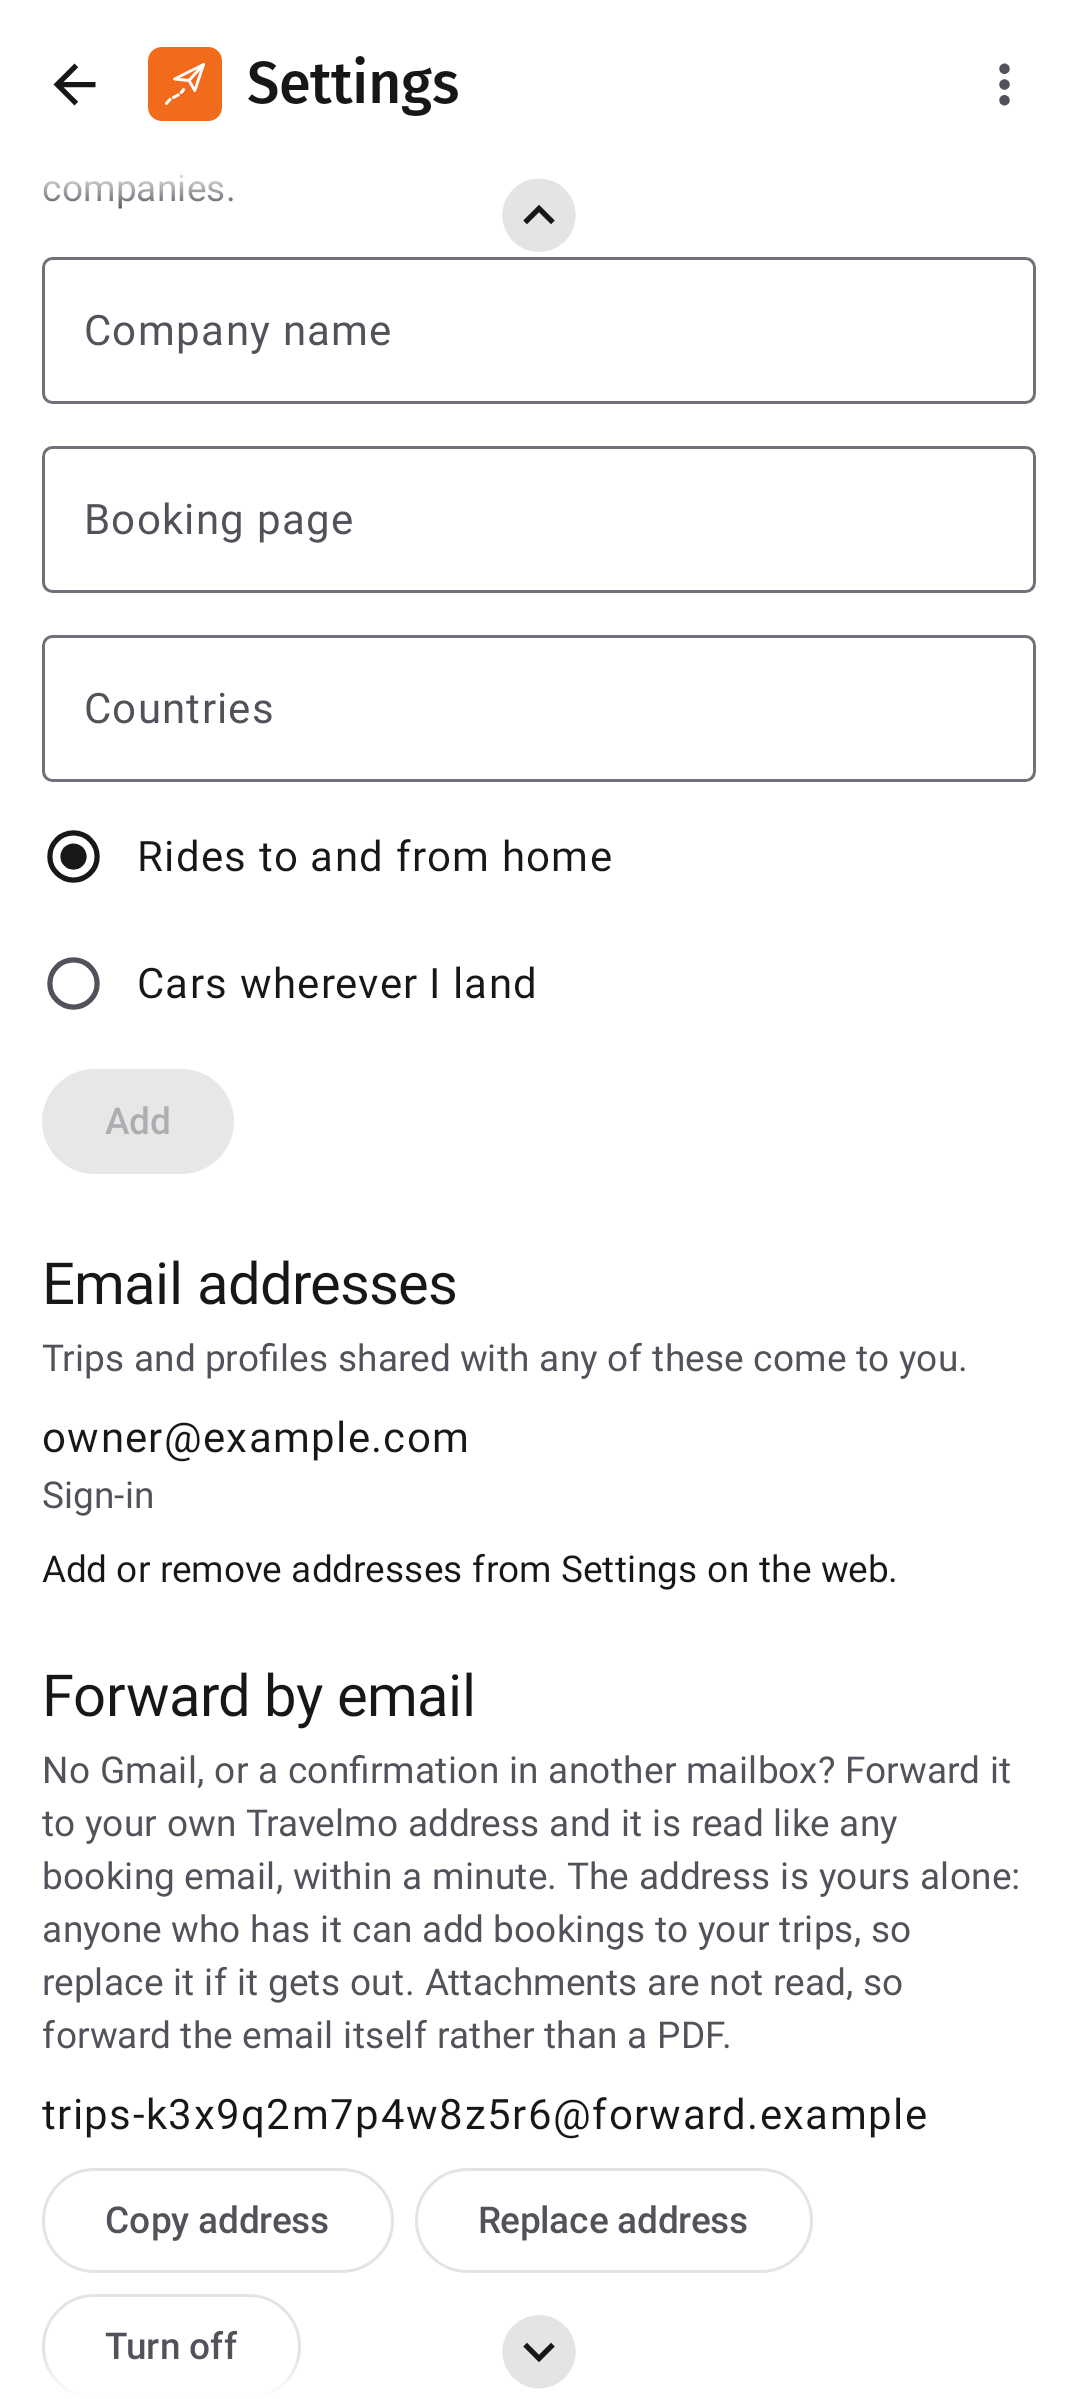 Settings
companies.
Company name
Booking page
Countries
Rides to and from home
Cars wherever I land
Add
Email addresses
Trips and profiles shared with any of these come to you.
owner@example.com
Sign-in
Add or remove addresses from Settings on the web.
Forward by email
No Gmail, or a confirmation in another mailbox? Forward it
to your own Travelmo address and it is read like any
booking email, within a minute. The address is yours alone:
anyone who has it can add bookings to your trips, so
replace it if it gets out. Attachments are not read, so
forward the email itself rather than a PDF.
trips-k3x9q2m7p4w8z5r6@forward.example
Copy address
Replace address
Turn off